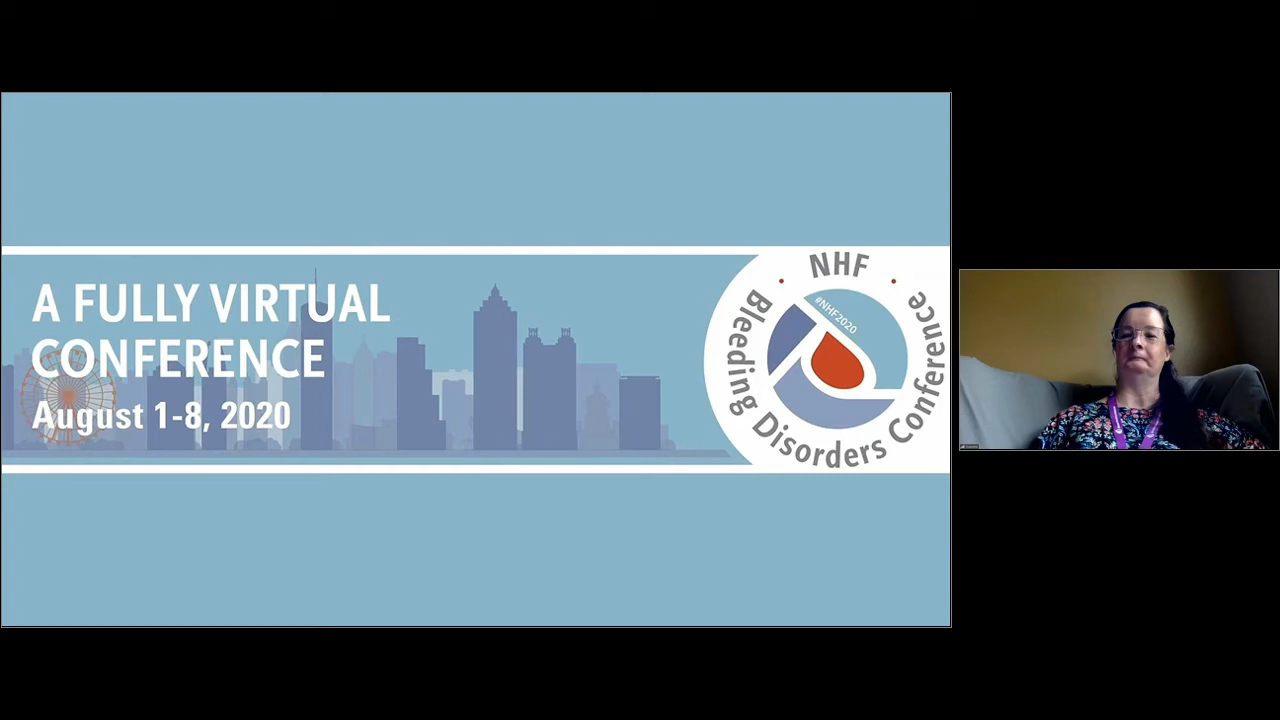 A FULLY VIRTUAL
CONFERENCE
August 1-8, 2020
NHF
#NHF2020
Bleeding Disorders Conference